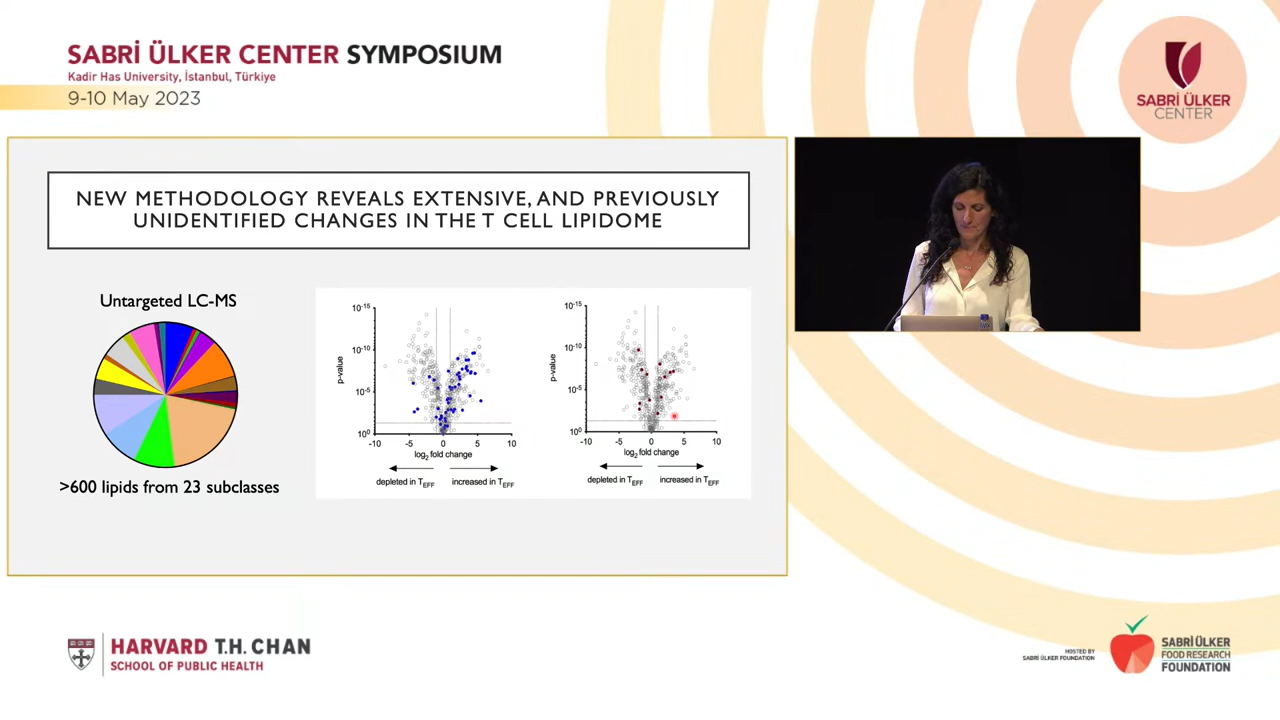 SABRİ ÜLKER CENTER SYMPOSIUM
Kadir Has University, İstanbul, Türkiye
9-10 May 2023
SABRİ ÜLKER
CENTER
NEW METHODOLOGY REVEALS EXTENSIVE, AND PREVIOUSLY
UNIDENTIFIED CHANGES IN THE T CELL LIPIDOME
Untargeted LC-MS
>600 lipids from 23 subclasses
10-15
10-10
10-5
100
p-value
-10 -5 0 5 10
log2 fold change
depleted in TEFF increased in TEFF
10-15
10-10
10-5
100
p-value
-10 -5 0 5 10
log2 fold change
depleted in TEFF increased in TEFF
HARVARD T.H. CHAN
SCHOOL OF PUBLIC HEALTH
HOSTED BY
SABRİ ÜLKER FOUNDATION
SABRİ ÜLKER
FOOD RESEARCH
FOUNDATION